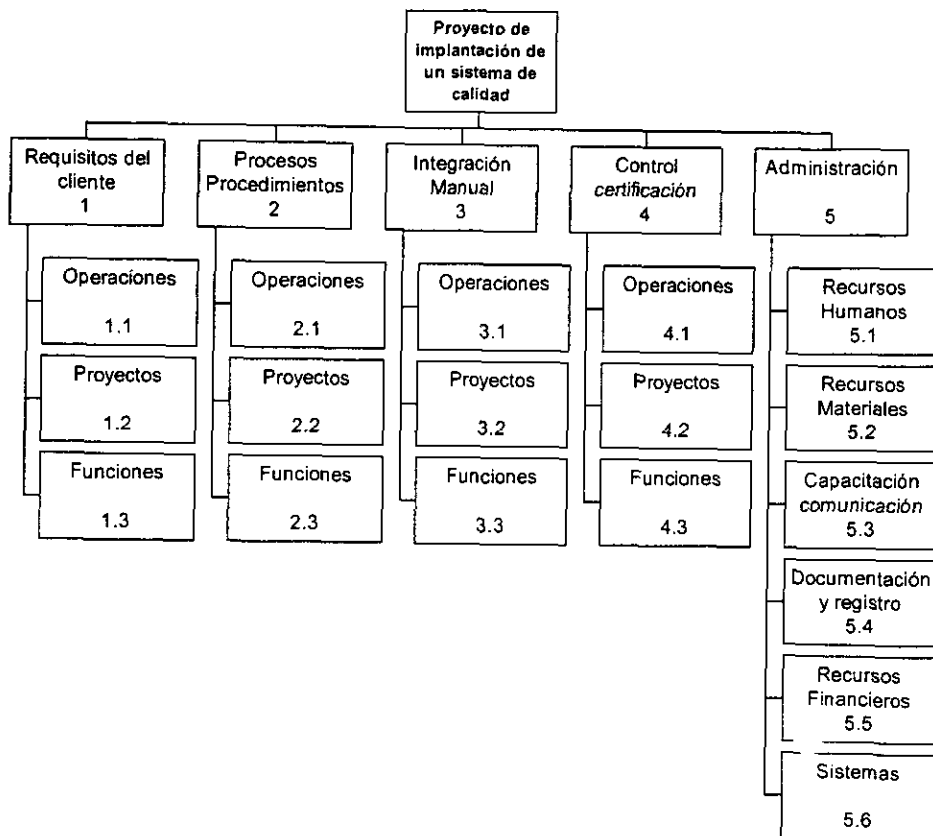 Proyecto de
implantación de
un sistema de
calidad
Requisitos del
cliente
1
Procesos
Procedimientos
2
Integración
Manual
3
Control
certificación
4
Administración
5
Operaciones
1.1
Proyectos
1.2
Funciones
1.3
Operaciones
2.1
Proyectos
2.2
Funciones
2.3
Operaciones
3.1
Proyectos
3.2
Funciones
3.3
Operaciones
4.1
Proyectos
4.2
Funciones
4.3
Recursos
Humanos
5.1
Recursos
Materiales
5.2
Capacitación
comunicación
5.3
Documentación
y registro
5.4
Recursos
Financieros
5.5
Sistemas
5.6